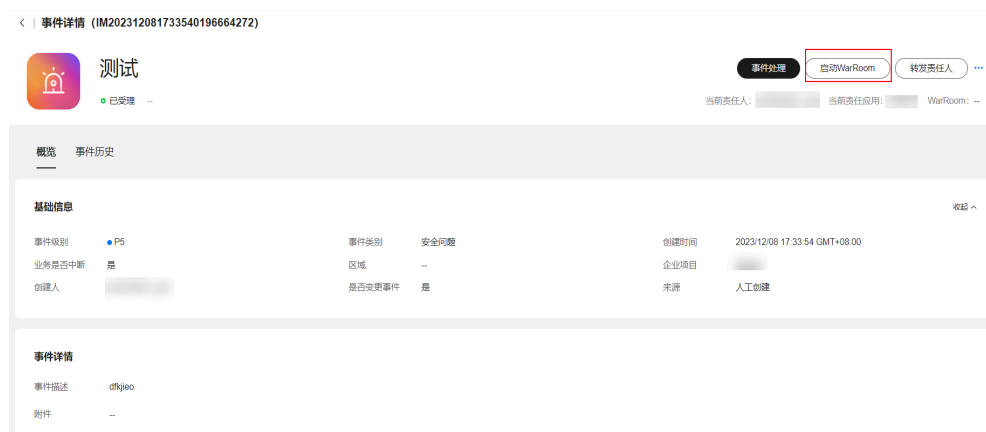 事件详情（IM202312081733540196664272）
测试
事件处理 启动WarRoom 转发责任人 ...
已受理 --
当前责任人： 当前责任应用： WarRoom： --
概览 事件历史
基础信息 收起
事件级别 P5 事件类别 安全问题 创建时间 2023/12/08 17:33:54 GMT+08:00
业务是否中断 是 区域 -- 企业项目
创建人 是否变更事件 是 来源 人工创建
事件详情
事件描述 dfkjieo
附件 --